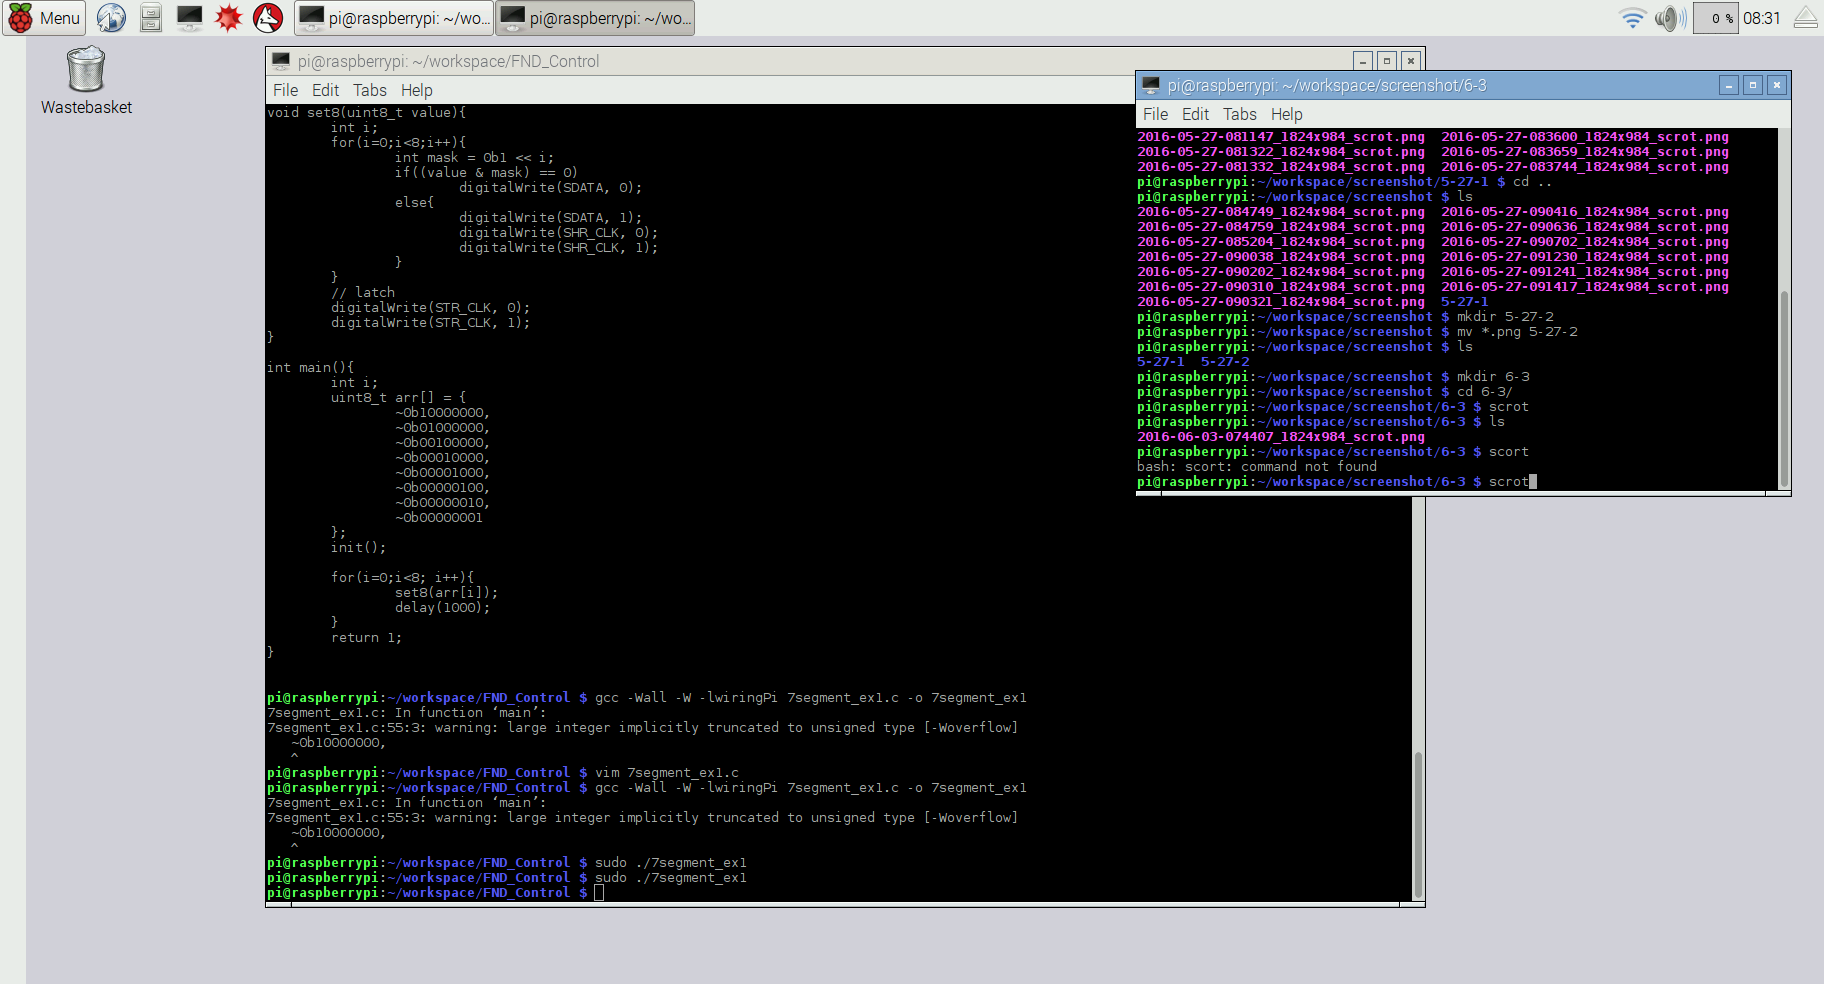 Menu
pi@raspberrypi: ~/wo...
pi@raspberrypi: ~/wo...
0 %
08:31
Wastebasket
pi@raspberrypi: ~/workspace/FND_Control
File Edit Tabs Help
void set8(uint8_t value){
        int i;
        for(i=0;i<8;i++){
                int mask = 0b1 << i;
                if((value & mask) == 0)
                        digitalWrite(SDATA, 0);
                else{
                        digitalWrite(SDATA, 1);
                        digitalWrite(SHR_CLK, 0);
                        digitalWrite(SHR_CLK, 1);
                }
        }
        // latch
        digitalWrite(STR_CLK, 0);
        digitalWrite(STR_CLK, 1);
}
int main(){
        int i;
        uint8_t arr[] = {
                ~0b10000000,
                ~0b01000000,
                ~0b00100000,
                ~0b00010000,
                ~0b00001000,
                ~0b00000100,
                ~0b00000010,
                ~0b00000001
        };
        init();
        for(i=0;i<8; i++){
                set8(arr[i]);
                delay(1000);
        }
        return 1;
}
pi@raspberrypi:~/workspace/FND_Control $ gcc -Wall -W -lwiringPi 7segment_ex1.c -o 7segment_ex1
7segment_ex1.c: In function ‘main’:
7segment_ex1.c:55:3: warning: large integer implicitly truncated to unsigned type [-Woverflow]
   ~0b10000000,
   ^
pi@raspberrypi:~/workspace/FND_Control $ vim 7segment_ex1.c
pi@raspberrypi:~/workspace/FND_Control $ gcc -Wall -W -lwiringPi 7segment_ex1.c -o 7segment_ex1
7segment_ex1.c: In function ‘main’:
7segment_ex1.c:55:3: warning: large integer implicitly truncated to unsigned type [-Woverflow]
   ~0b10000000,
   ^
pi@raspberrypi:~/workspace/FND_Control $ sudo ./7segment_ex1
pi@raspberrypi:~/workspace/FND_Control $ sudo ./7segment_ex1
pi@raspberrypi:~/workspace/FND_Control $
pi@raspberrypi: ~/workspace/screenshot/6-3
File Edit Tabs Help
2016-05-27-081147_1824x984_scrot.png  2016-05-27-083600_1824x984_scrot.png
2016-05-27-081322_1824x984_scrot.png  2016-05-27-083659_1824x984_scrot.png
2016-05-27-081332_1824x984_scrot.png  2016-05-27-083744_1824x984_scrot.png
pi@raspberrypi:~/workspace/screenshot/5-27-1 $ cd ..
pi@raspberrypi:~/workspace/screenshot $ ls
2016-05-27-084749_1824x984_scrot.png  2016-05-27-090416_1824x984_scrot.png
2016-05-27-084759_1824x984_scrot.png  2016-05-27-090636_1824x984_scrot.png
2016-05-27-085204_1824x984_scrot.png  2016-05-27-090702_1824x984_scrot.png
2016-05-27-090038_1824x984_scrot.png  2016-05-27-091230_1824x984_scrot.png
2016-05-27-090202_1824x984_scrot.png  2016-05-27-091241_1824x984_scrot.png
2016-05-27-090310_1824x984_scrot.png  2016-05-27-091417_1824x984_scrot.png
2016-05-27-090321_1824x984_scrot.png  5-27-1
pi@raspberrypi:~/workspace/screenshot $ mkdir 5-27-2
pi@raspberrypi:~/workspace/screenshot $ mv *.png 5-27-2
pi@raspberrypi:~/workspace/screenshot $ ls
5-27-1  5-27-2
pi@raspberrypi:~/workspace/screenshot $ mkdir 6-3
pi@raspberrypi:~/workspace/screenshot $ cd 6-3/
pi@raspberrypi:~/workspace/screenshot/6-3 $ scrot
pi@raspberrypi:~/workspace/screenshot/6-3 $ ls
2016-06-03-074407_1824x984_scrot.png
pi@raspberrypi:~/workspace/screenshot/6-3 $ scort
bash: scort: command not found
pi@raspberrypi:~/workspace/screenshot/6-3 $ scrot